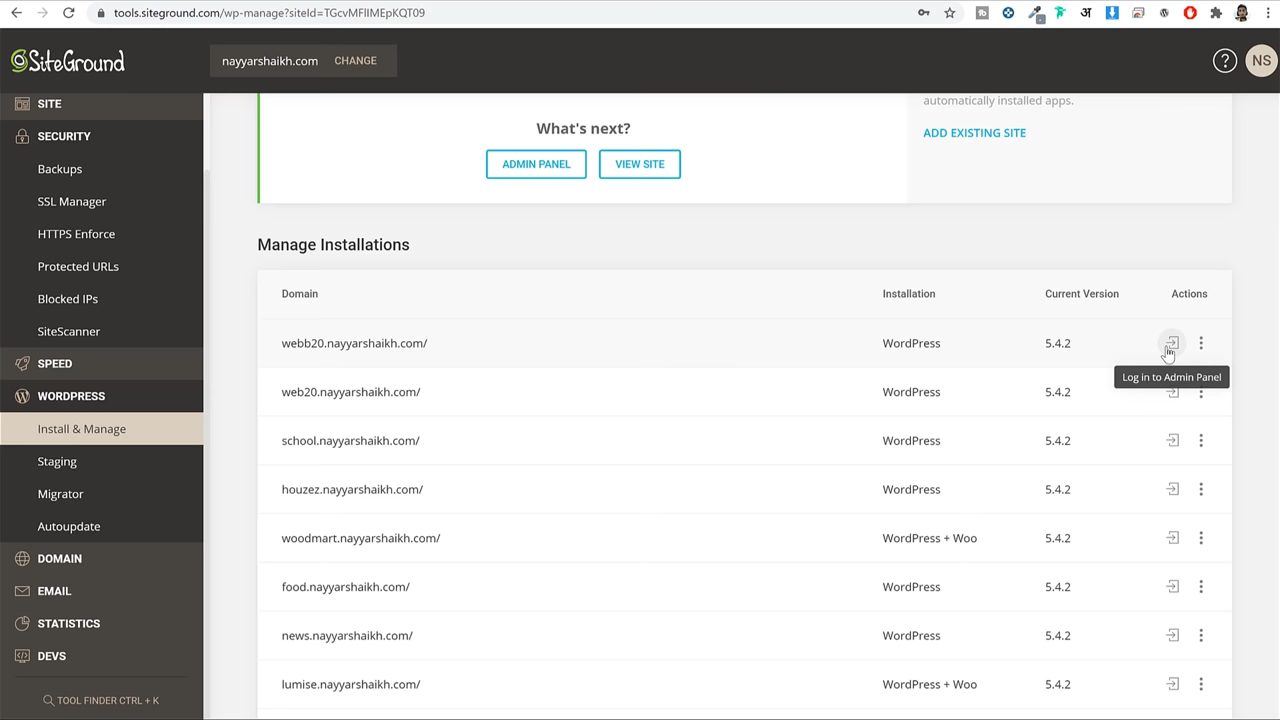 tools.siteground.com/wp-manage?siteId=TGcvMFlIMEpKQT09
SiteGround
nayyarshaikh.com CHANGE
? NS
SITE
SECURITY
Backups
SSL Manager
HTTPS Enforce
Protected URLs
Blocked IPs
SiteScanner
SPEED
WORDPRESS
Install & Manage
Staging
Migrator
Autoupdate
DOMAIN
EMAIL
STATISTICS
DEVS
TOOL FINDER CTRL + K
automatically installed apps.
ADD EXISTING SITE
What's next?
ADMIN PANEL VIEW SITE
Manage Installations
Domain Installation Current Version Actions
webb20.nayyarshaikh.com/ WordPress 5.4.2
Log in to Admin Panel
web20.nayyarshaikh.com/ WordPress 5.4.2
school.nayyarshaikh.com/ WordPress 5.4.2
houzez.nayyarshaikh.com/ WordPress 5.4.2
woodmart.nayyarshaikh.com/ WordPress + Woo 5.4.2
food.nayyarshaikh.com/ WordPress 5.4.2
news.nayyarshaikh.com/ WordPress 5.4.2
lumise.nayyarshaikh.com/ WordPress + Woo 5.4.2